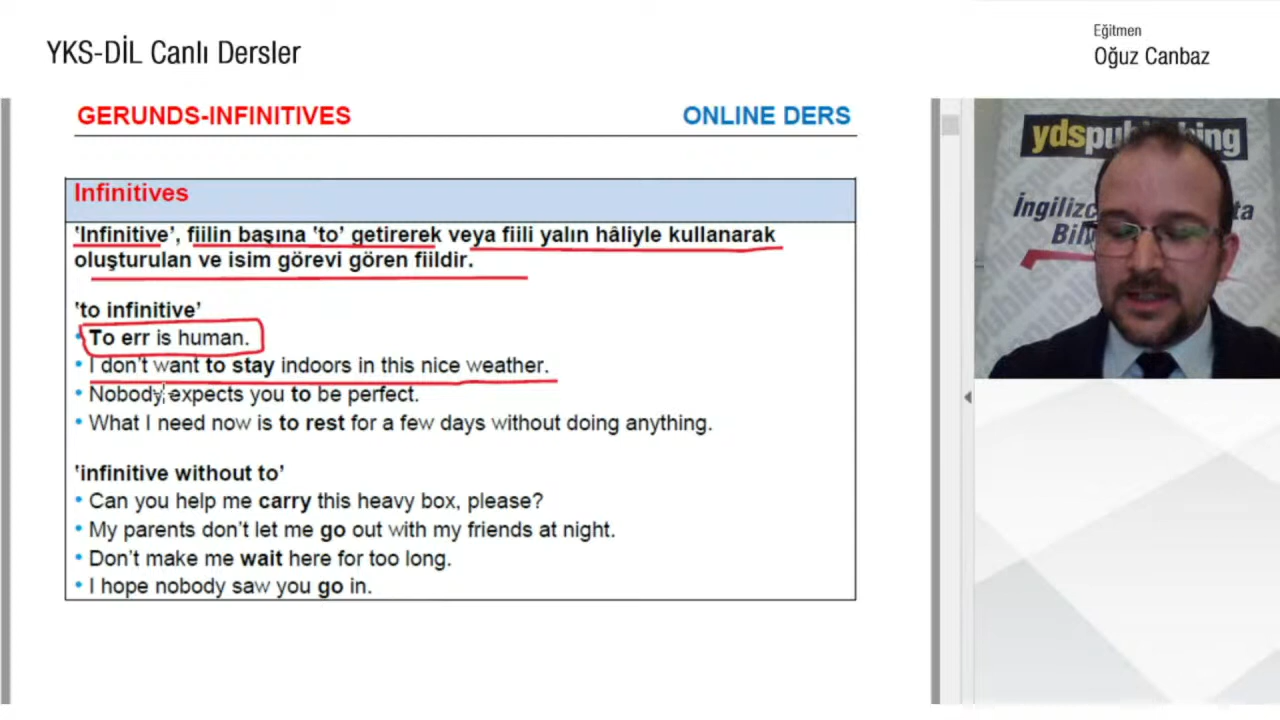 YKS-DİL Canlı Dersler
Eğitmen
Oğuz Canbaz
GERUNDS-INFINITIVES
ONLINE DERS
Infinitives
‘Infinitive’, fiilin başına ‘to’ getirerek veya fiili yalın hâliyle kullanarak
oluşturulan ve isim görevi gören fiildir.
‘to infinitive’
• To err is human.
• I don’t want to stay indoors in this nice weather.
• Nobody expects you to be perfect.
• What I need now is to rest for a few days without doing anything.
‘infinitive without to’
• Can you help me carry this heavy box, please?
• My parents don’t let me go out with my friends at night.
• Don’t make me wait here for too long.
• I hope nobody saw you go in.